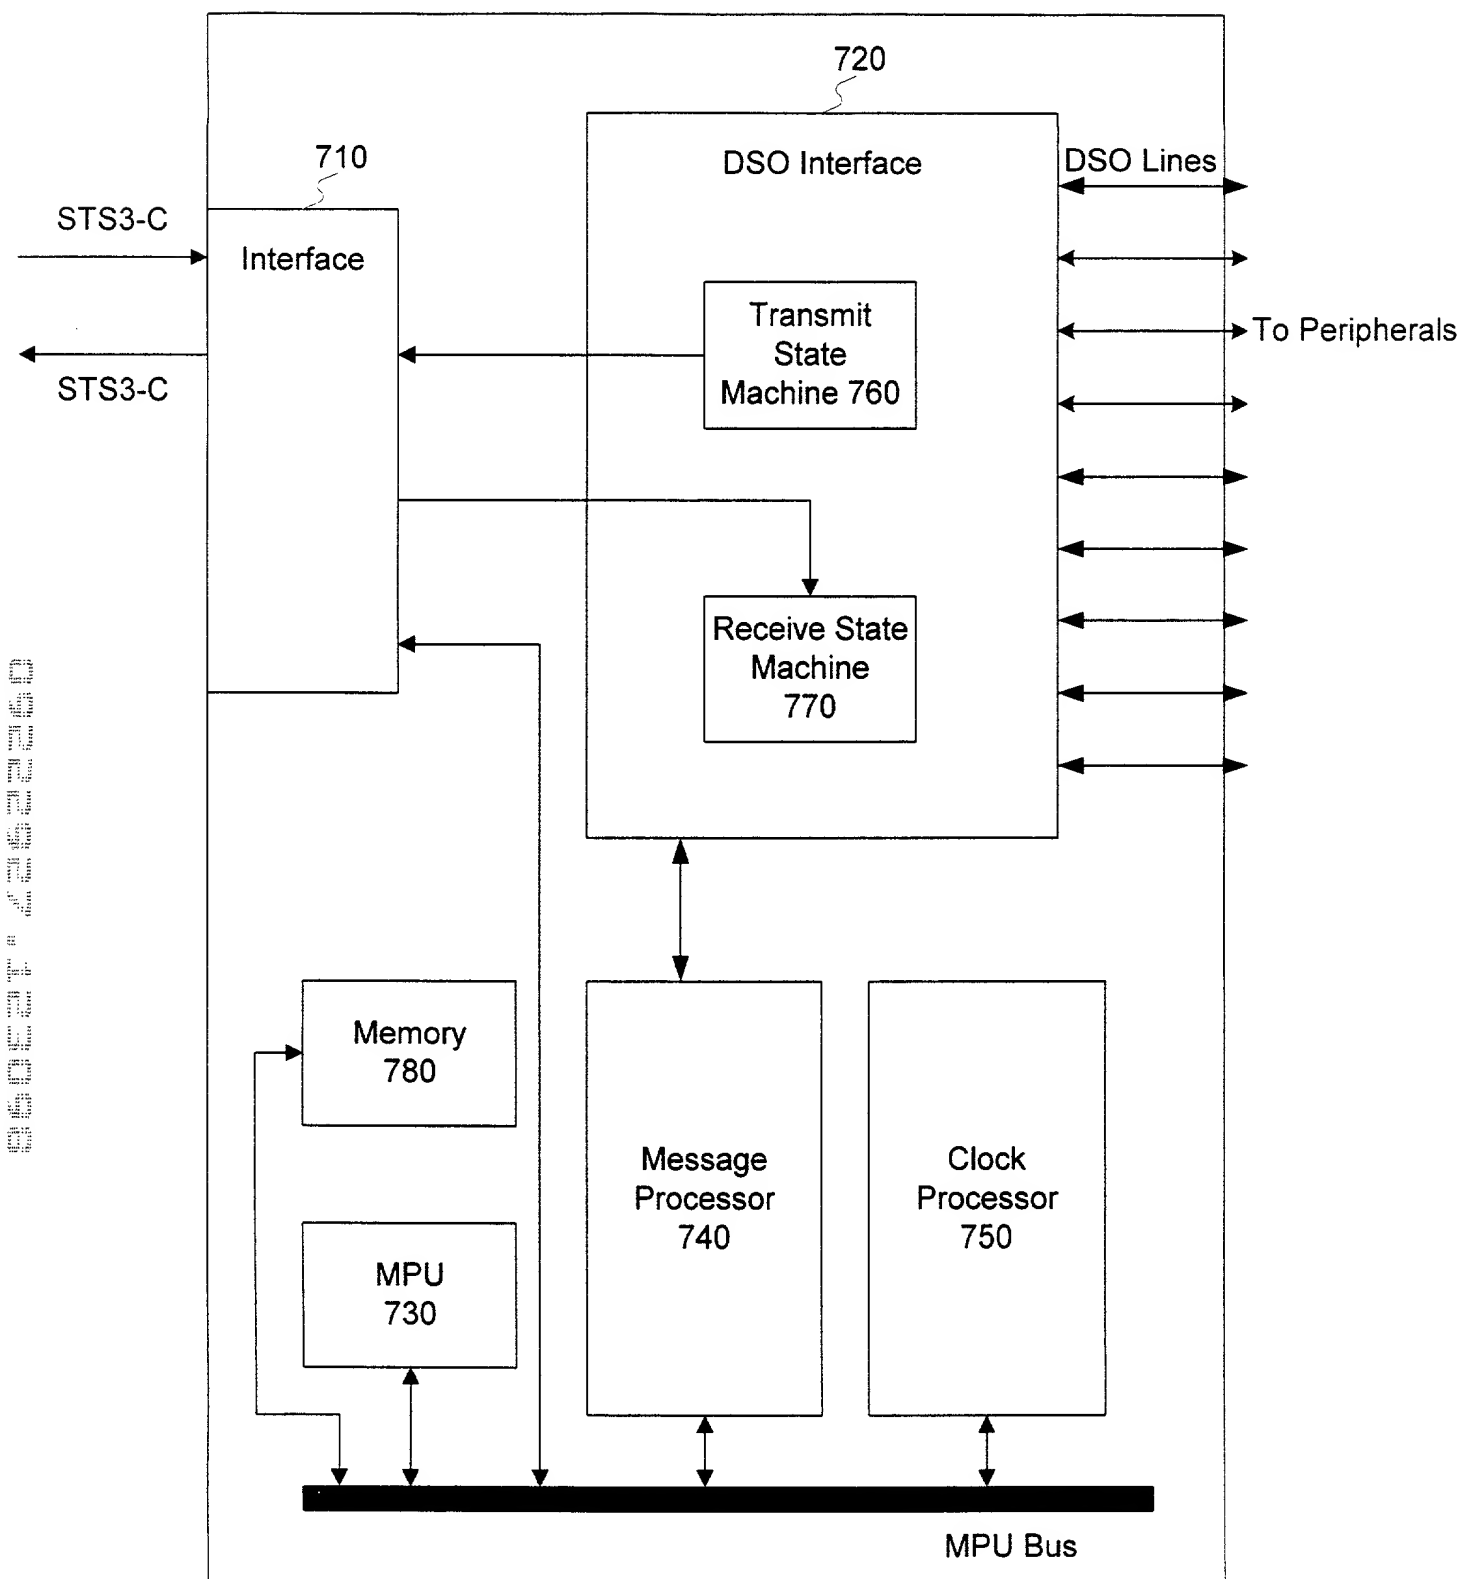 720
710
DSO Interface
DSO Lines
STS3-C
Interface
Transmit
State
Machine 760
To Peripherals
STS3-C
Receive State
Machine
770
Memory
780
Message
Processor
740
Clock
Processor
750
MPU
730
MPU Bus